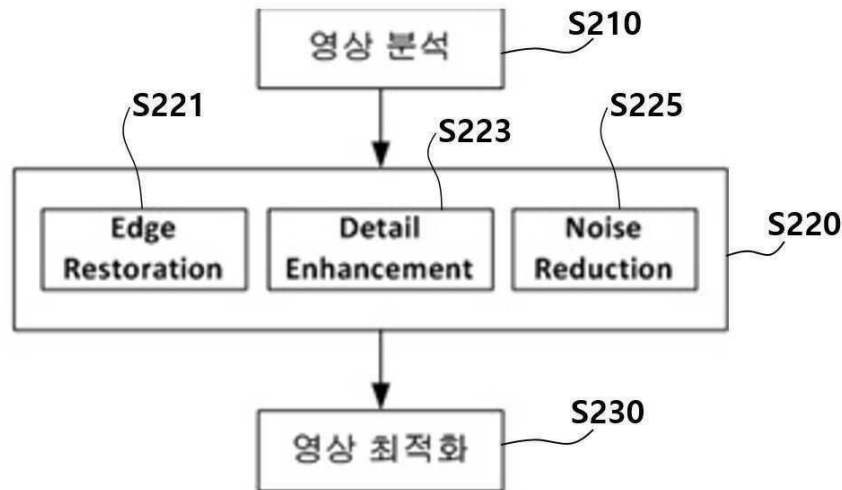 S210
영상 분석
S221
S223
S225
Edge
Restoration
Detail
Enhancement
Noise
Reduction
S220
S230
영상 최적화